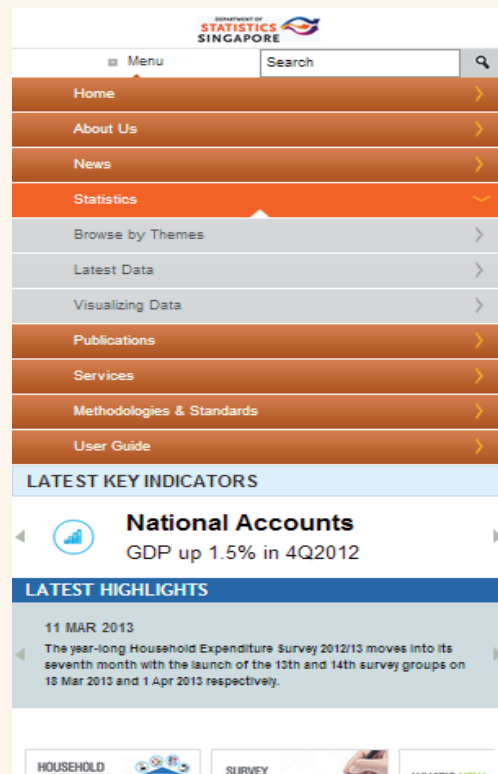 DEPARTMENT OF
STATISTICS
SINGAPORE
Menu
Search
Home
About Us
News
Statistics
Browse by Themes
Latest Data
Visualizing Data
Publications
Services
Methodologies & Standards
User Guide
LATEST KEY INDICATORS
National Accounts
GDP up 1.5% in 4Q2012
LATEST HIGHLIGHTS
11 MAR 2013
The year-long Household Expenditure Survey 2012/13 moves into its
seventh month with the launch of the 13th and 14th survey groups on
18 Mar 2013 and 1 Apr 2013 respectively.
HOUSEHOLD
SURVEY